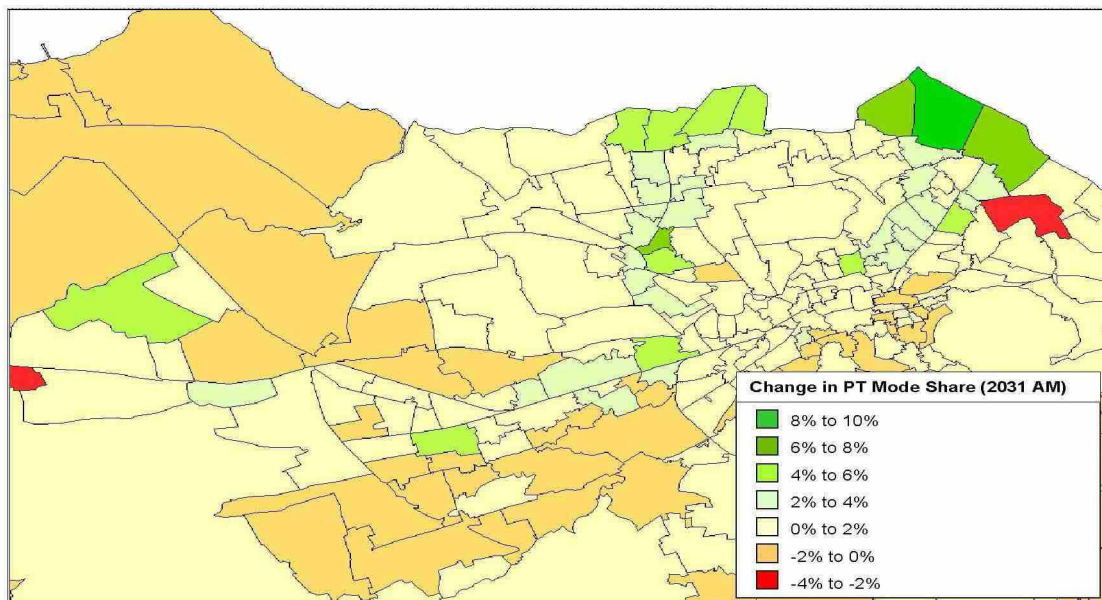 Change in PT Mode Share (2031 AM)
8% to 10%
6% to 8%
4% to 6%
2% to 4%
0% to 2%
-2% to 0%
-4% to -2%